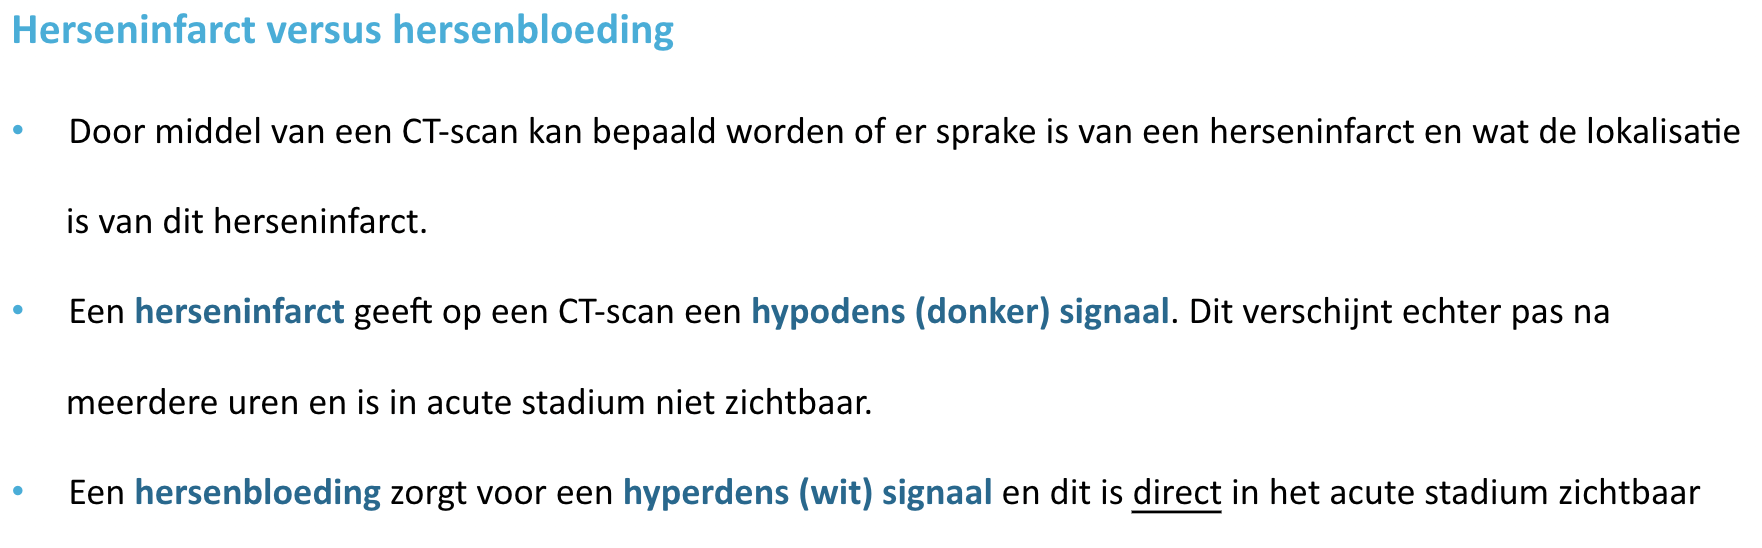 Herseninfarct versus hersenbloeding
• Door middel van een CT-scan kan bepaald worden of er sprake is van een herseninfarct en wat de lokalisatie
is van dit herseninfarct.
• Een herseninfarct geeft op een CT-scan een hypodens (donker) signaal. Dit verschijnt echter pas na
meerdere uren en is in acute stadium niet zichtbaar.
• Een hersenbloeding zorgt voor een hyperdens (wit) signaal en dit is direct in het acute stadium zichtbaar